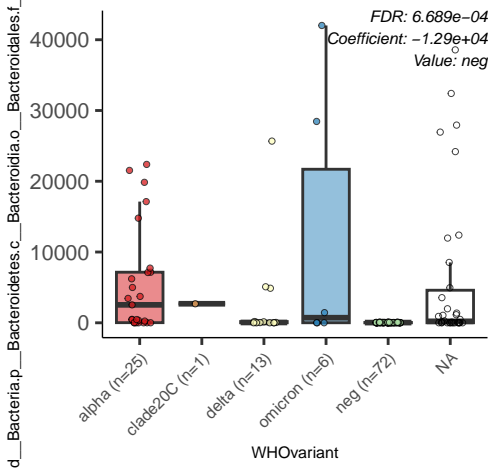 FDR: 6.689e−04
Coefficient: −1.29e+04
Value: neg
d__Bacteria.p__Bacteroidetes.c__Bacteroidia.o__Bacteroidales.f_
40000
30000
20000
10000
0
alpha (n=25)
clade20C (n=1)
delta (n=13)
omicron (n=6)
neg (n=72)
NA
WHOvariant